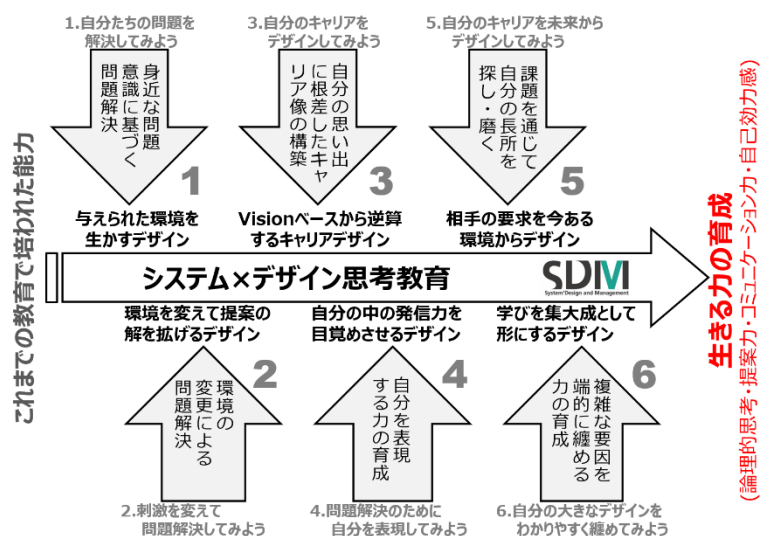 1.自分たちの問題を
解決してみよう
身近な問題
意識に基づく
問題解決
1
与えられた環境を
生かすデザイン
3.自分のキャリアを
デザインしてみよう
自分の思い出
に根差したキャ
リア像の構築
3
Visionベースから逆算
するキャリアデザイン
5.自分のキャリアを未来から
デザインしてみよう
課題を通じて
自分の長所を
探し・磨く
5
相手の要求を今ある
環境からデザイン
これまでの教育で培われた能力
システム×デザイン思考教育
SDM
System Design and Management
生きる力の育成
(論理的思考・提案力・コミュニケーション力・自己効力感)
環境を変えて提案の
解を拡げるデザイン
2
環境の
変更による
問題解決
2.刺激を変えて
問題解決してみよう
自分の中の発信力を
目覚めさせるデザイン
4
自分を表現
する力の育成
4.問題解決のために
自分を表現してみよう
学びを集大成として
形にするデザイン
6
複雑な要因を
端的に纏める
力の育成
6.自分の大きなデザインを
わかりやすく纏めてみよう